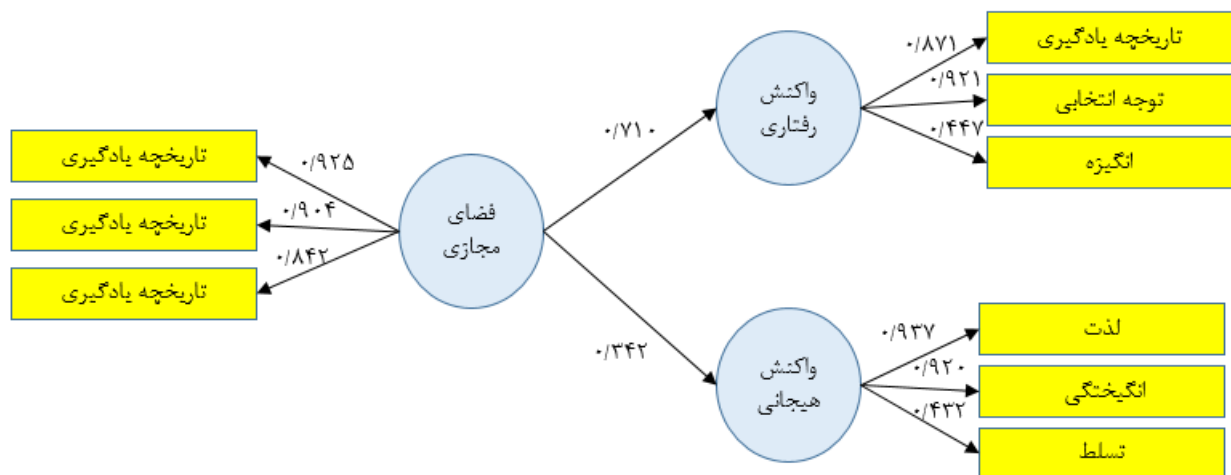 تاریخچه یادگیری
۰/۸۷۱
واکنش
رفتاری
توجه انتخابی
۰/۹۲۱
انگیزه
۰/۴۴۷
۰/۷۱۰
تاریخچه یادگیری
۰/۹۲۵
تاریخچه یادگیری
۰/۹۰۴
تاریخچه یادگیری
۰/۸۴۲
فضای
مجازی
۰/۳۴۲
لذت
۰/۹۳۷
واکنش
هیجانی
انگیختگی
۰/۹۲۰
تسلط
۰/۴۳۲